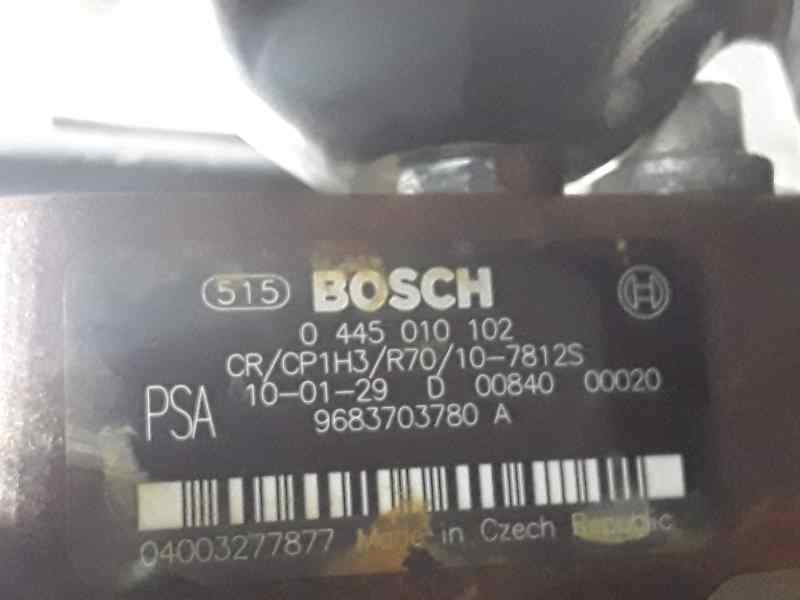 515 BOSCH
0 445 010 102
CR/CP1H3/R70/10-7812S
10-01-29 D 00840 00020
PSA 9683703780 A
04003277877 Made in Czech Republic